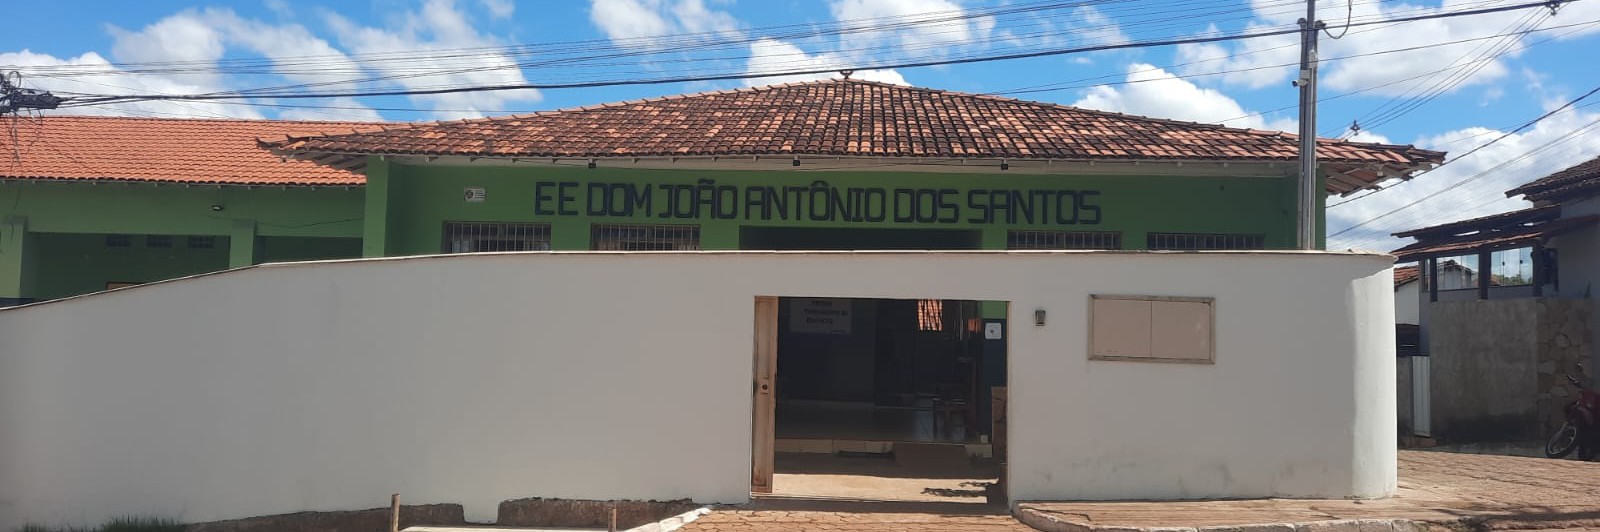 EE DOM JOÃO ANTÔNIO DOS SANTOS